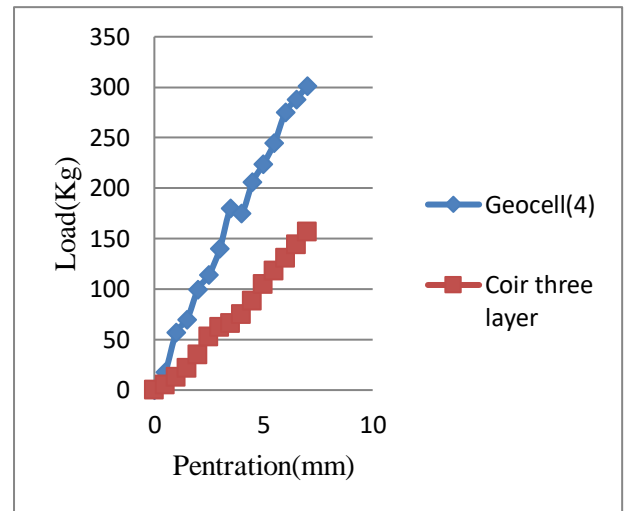 350
300
250
200
150
100
50
0
Load(Kg)
0 5 10
Pentration(mm)
Geocell(4)
Coir three
layer